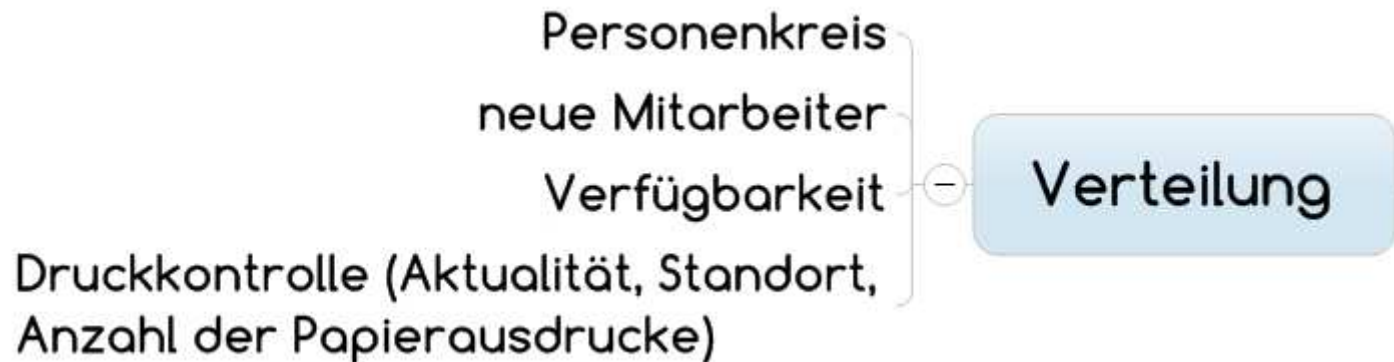 Personenkreis
neue Mitarbeiter
Verfügbarkeit
Druckkontrolle (Aktualität, Standort,
Anzahl der Papierausdrucke)
Verteilung